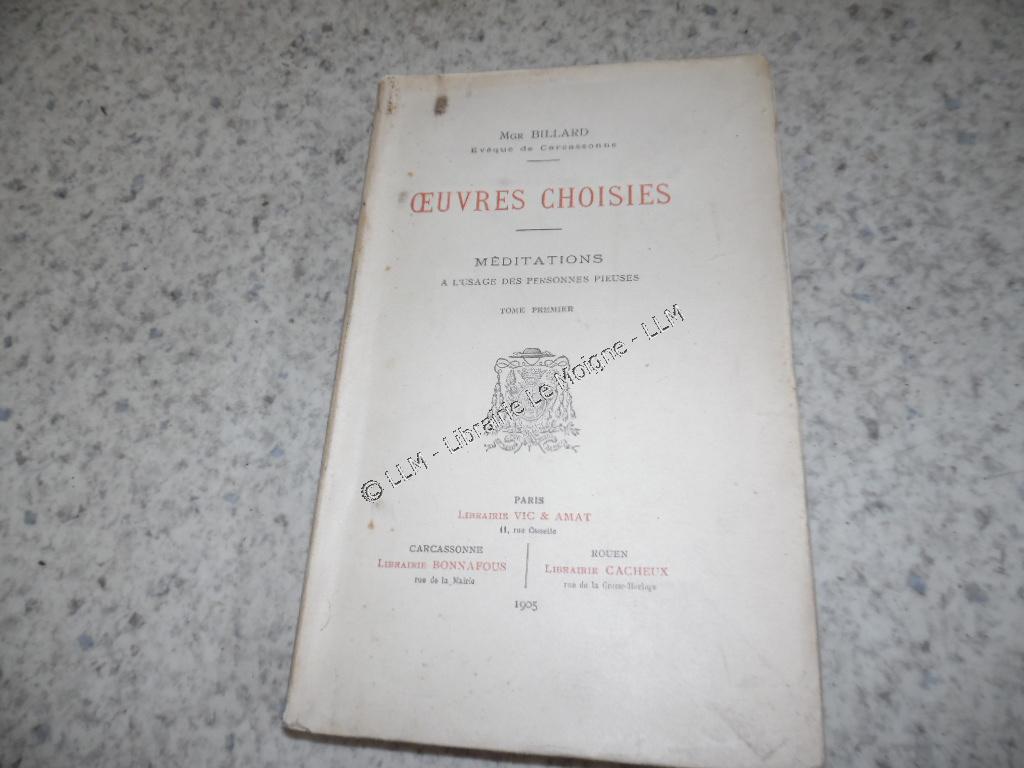 Mgr BILLARD
Evêque de Carcassonne
ŒUVRES CHOISIES
MÉDITATIONS
A L'USAGE DES PERSONNES PIEUSES
TOME PREMIER
© LLM - Librairie Le Moigne - LLM
PARIS
Librairie VIC & AMAT
11, rue Cassette
CARCASSONNE
Librairie BONNAFOUS
rue de la Mairie
ROUEN
Librairie CACHEUX
rue de la Grosse-Horloge
1905